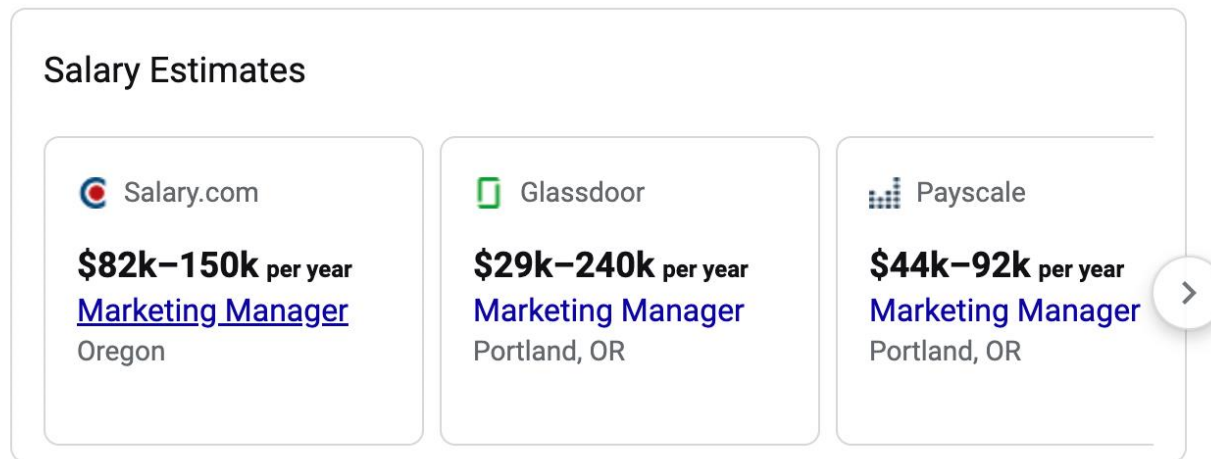 Salary Estimates
Salary.com
$82k–150k per year
Marketing Manager
Oregon
Glassdoor
$29k–240k per year
Marketing Manager
Portland, OR
Payscale
$44k–92k per year
Marketing Manager
Portland, OR